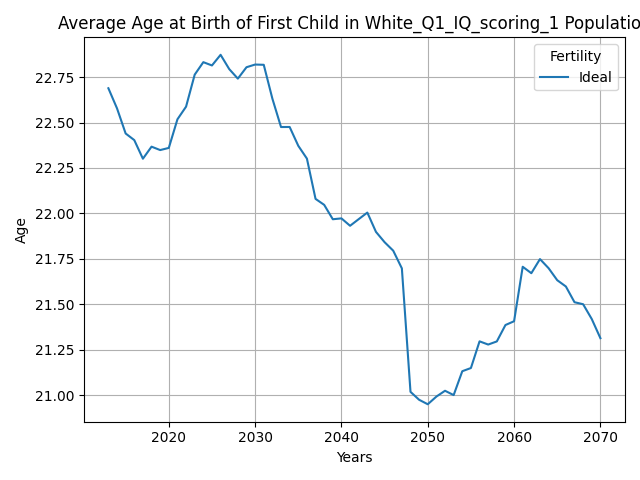 Average Age at Birth of First Child in White_Q1_IQ_scoring_1 Populatio
Fertility
Ideal
22.75
22.50
22.25
22.00
21.75
21.50
21.25
21.00
Age
2020 2030 2040 2050 2060 2070
Years